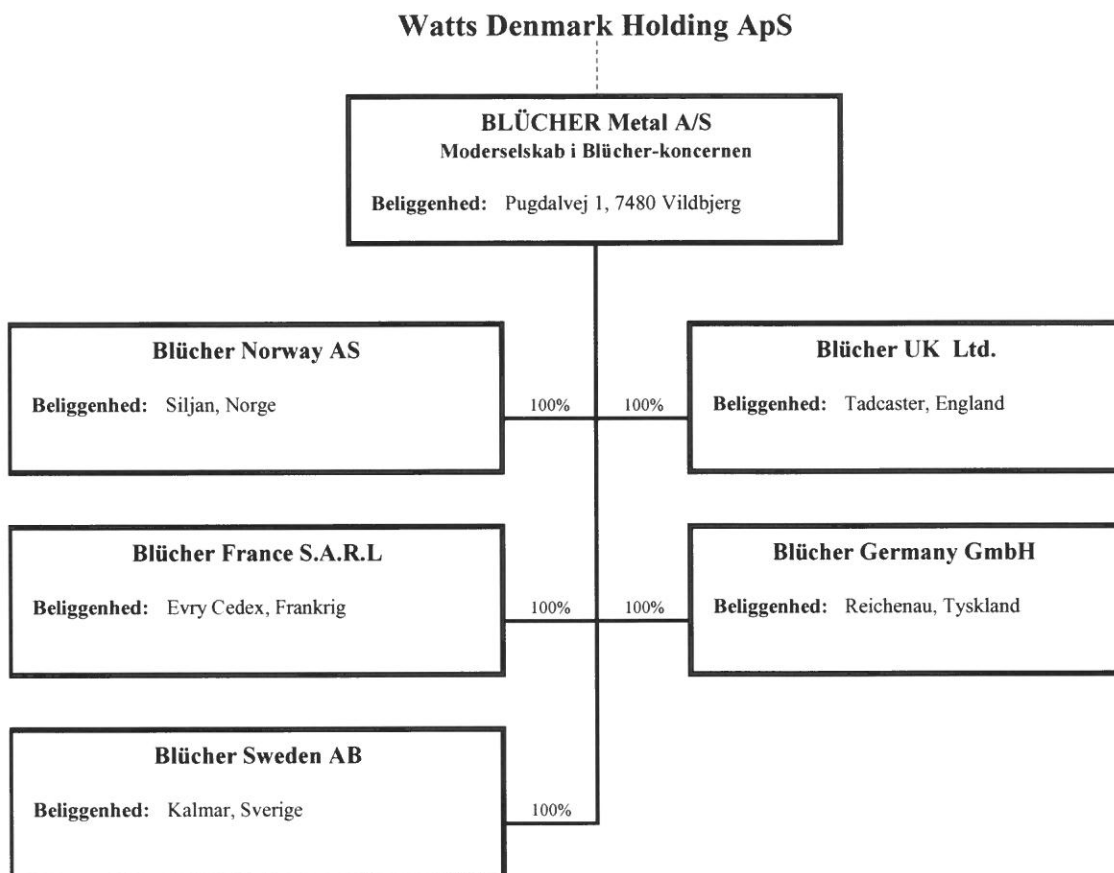 Watts Denmark Holding ApS
BLÜCHER Metal A/S
Moderselskab i Blücher-koncernen
Beliggenhed: Pugdalvej 1, 7480 Vildbjerg
Blücher Norway AS
Beliggenhed: Siljan, Norge
100%
100%
Blücher UK Ltd.
Beliggenhed: Tadcaster, England
Blücher France S.A.R.L
Beliggenhed: Evry Cedex, Frankrig
100%
100%
Blücher Germany GmbH
Beliggenhed: Reichenau, Tyskland
Blücher Sweden AB
Beliggenhed: Kalmar, Sverige
100%